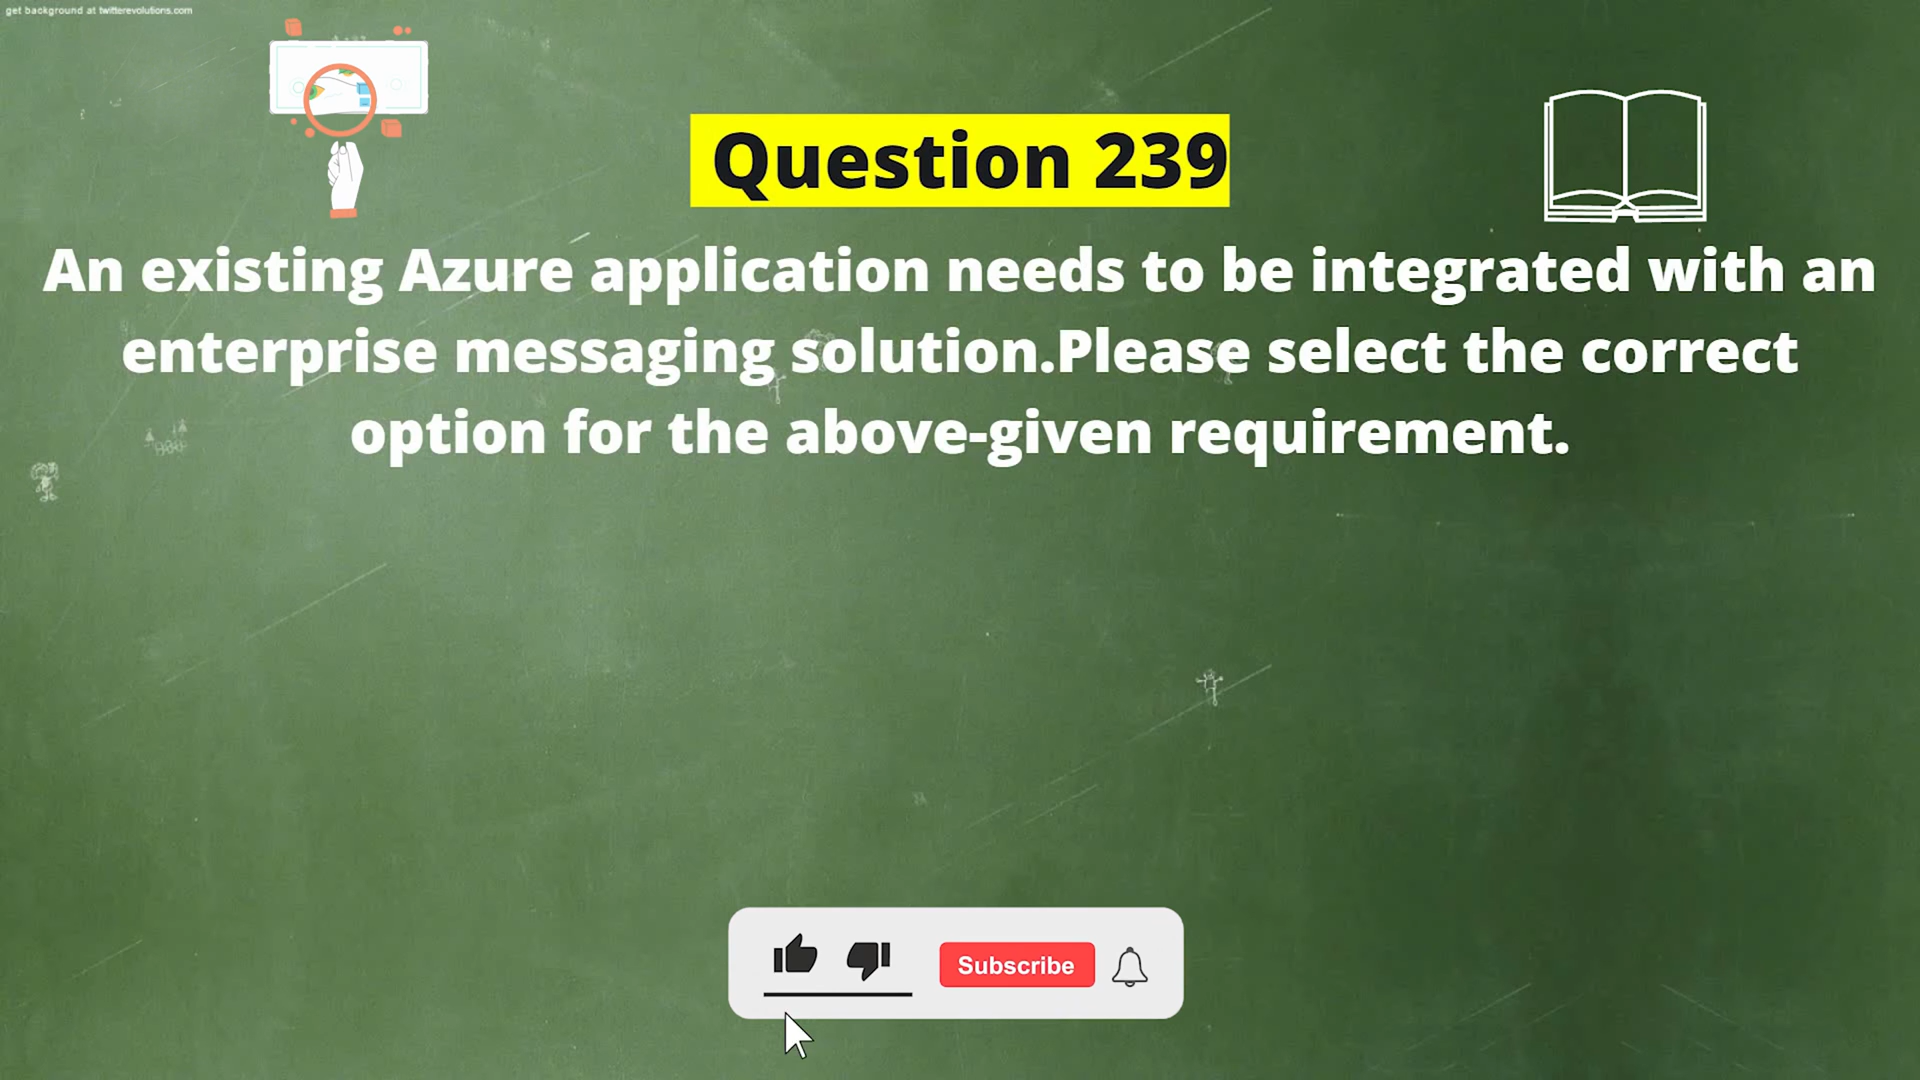 get background at twitterevolutions.com
Question 239
An existing Azure application needs to be integrated with an
enterprise messaging solution.Please select the correct
option for the above-given requirement.
Subscribe